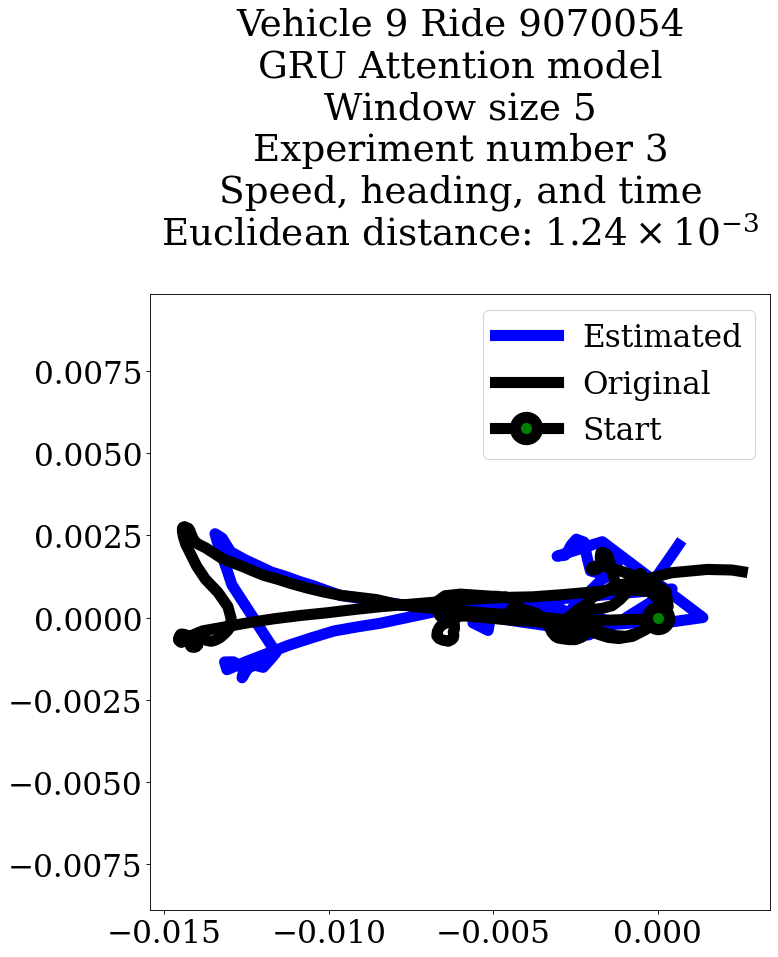 Vehicle 9 Ride 9070054
GRU Attention model
Window size 5
Experiment number 3
Speed, heading, and time
Euclidean distance: 1.24 × 10⁻³
Estimated
Original
Start
0.0075
0.0050
0.0025
0.0000
−0.0025
−0.0050
−0.0075
−0.015
−0.010
−0.005
0.000